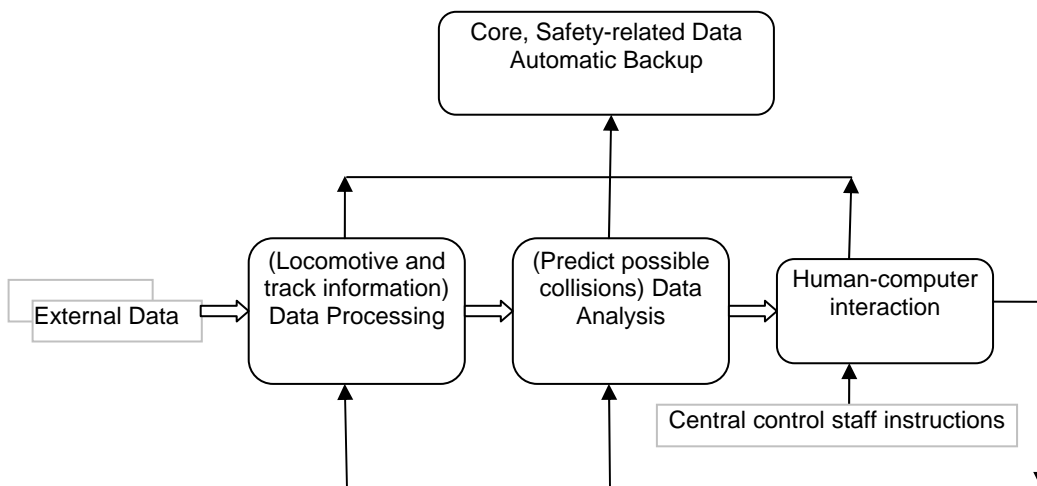 Core, Safety-related Data
Automatic Backup
(Locomotive and
track information)
Data Processing
(Predict possible
collisions) Data
Analysis
Human-computer
interaction
External Data
Central control staff instructions